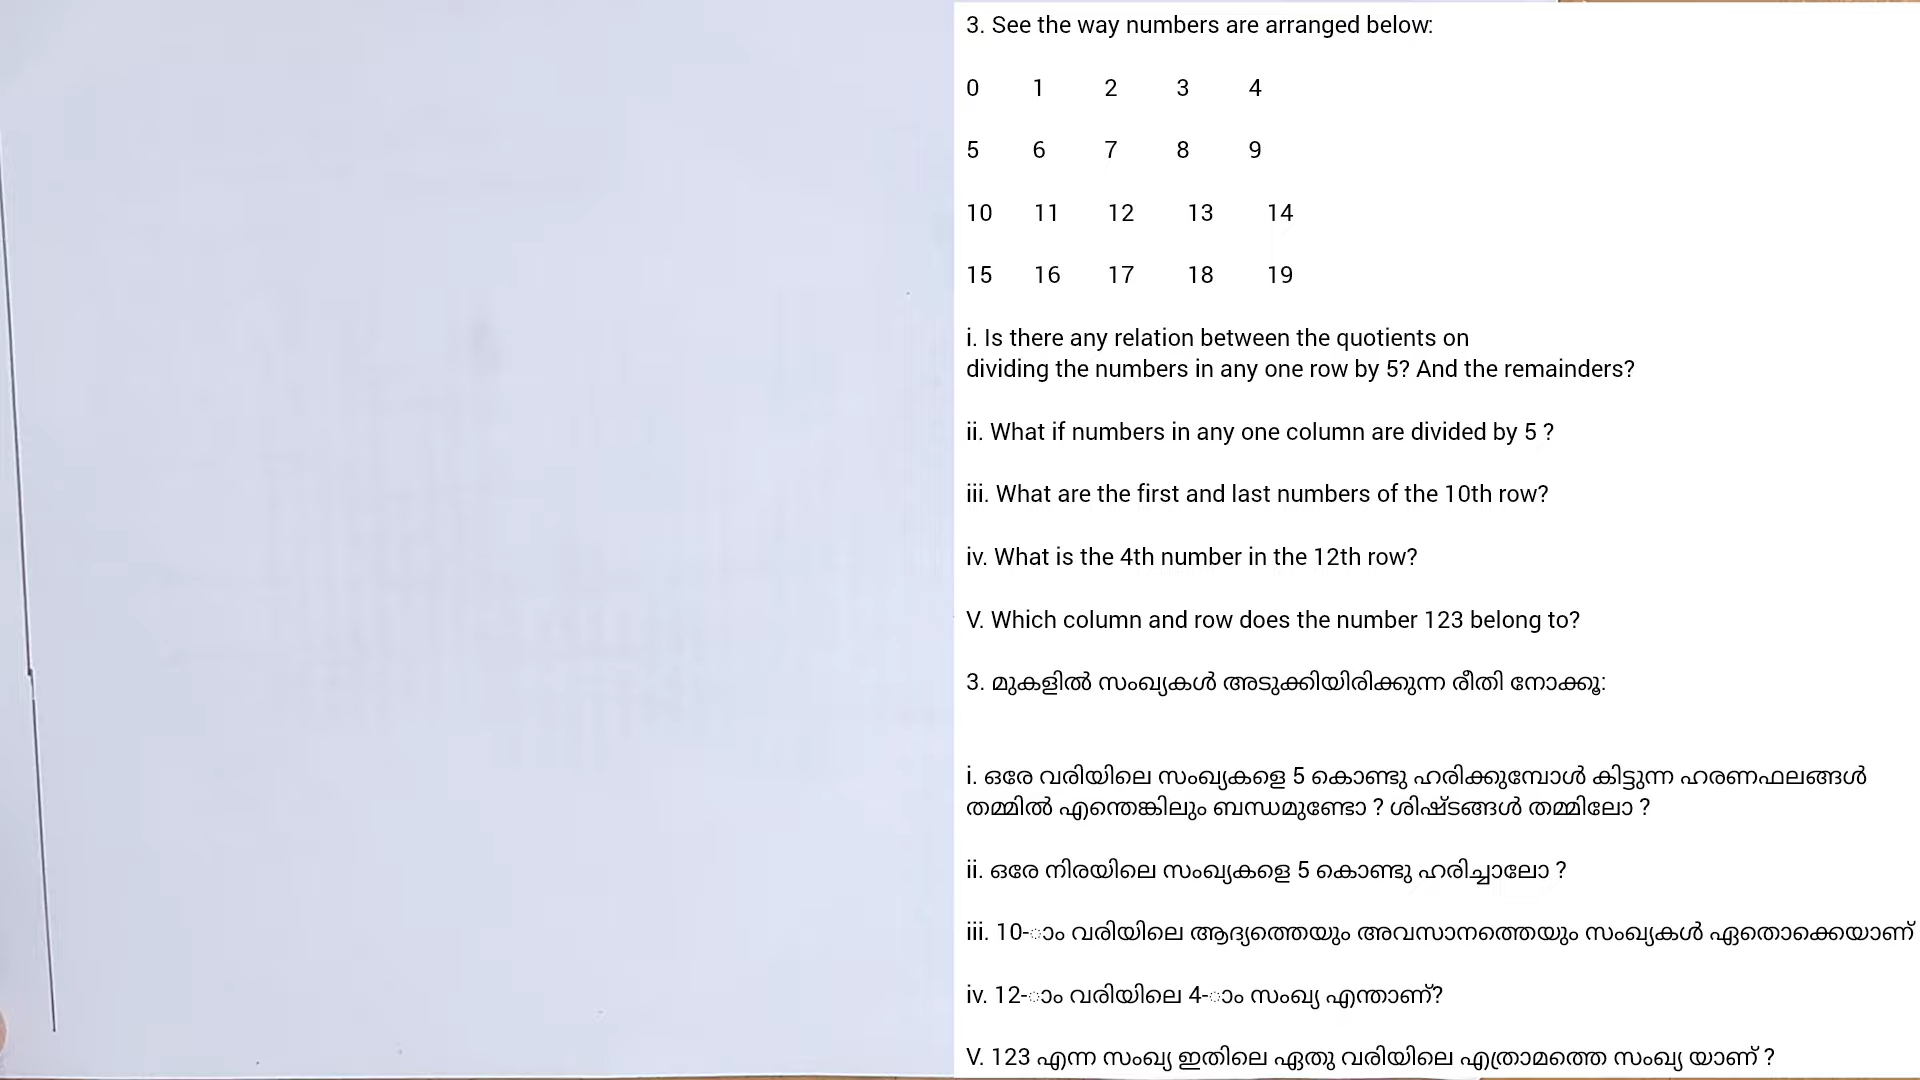 3. See the way numbers are arranged below:
0 1 2 3 4
5 6 7 8 9
10 11 12 13 14
15 16 17 18 19
i. Is there any relation between the quotients on
dividing the numbers in any one row by 5? And the remainders?
ii. What if numbers in any one column are divided by 5 ?
iii. What are the first and last numbers of the 10th row?
iv. What is the 4th number in the 12th row?
V. Which column and row does the number 123 belong to?
3. മുകളിൽ സംഖ്യകൾ അടുക്കിയിരിക്കുന്ന രീതി നോക്കൂ:
i. ഒരേ വരിയിലെ സംഖ്യകളെ 5 കൊണ്ടു ഹരിക്കുമ്പോൾ കിട്ടുന്ന ഹരണഫലങ്ങൾ
തമ്മിൽ എന്തെങ്കിലും ബന്ധമുണ്ടോ ? ശിഷ്ടങ്ങൾ തമ്മിലോ ?
ii. ഒരേ നിരയിലെ സംഖ്യകളെ 5 കൊണ്ടു ഹരിച്ചാലോ ?
iii. 10-ാം വരിയിലെ ആദ്യത്തെയും അവസാനത്തെയും സംഖ്യകൾ ഏതൊക്കെയാണ്
iv. 12-ാം വരിയിലെ 4-ാം സംഖ്യ എന്താണ്?
V. 123 എന്ന സംഖ്യ ഇതിലെ ഏതു വരിയിലെ എത്രാമത്തെ സംഖ്യ യാണ് ?